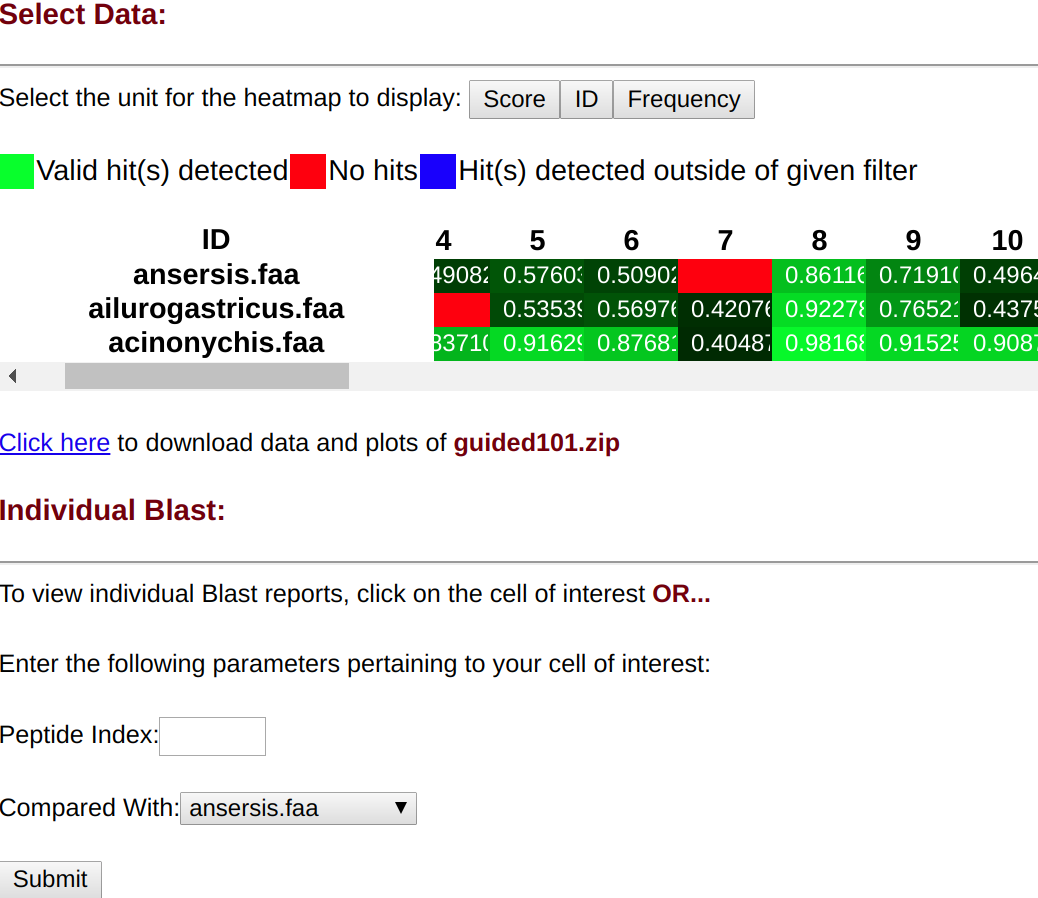 Select Data:
Select the unit for the heatmap to display: Score ID Frequency
Valid hit(s) detected No hits Hit(s) detected outside of given filter
ID 4 5 6 7 8 9 10
ansersis.faa 49082 0.57603 0.50902 0.86116 0.71910 0.4964
ailurogastricus.faa 0.53539 0.56976 0.42076 0.92278 0.76521 0.4375
acinonychis.faa 83710 0.91629 0.87681 0.40487 0.98168 0.91525 0.9087
Click here to download data and plots of guided101.zip
Individual Blast:
To view individual Blast reports, click on the cell of interest OR...
Enter the following parameters pertaining to your cell of interest:
Peptide Index:
Compared With: ansersis.faa ▼
Submit